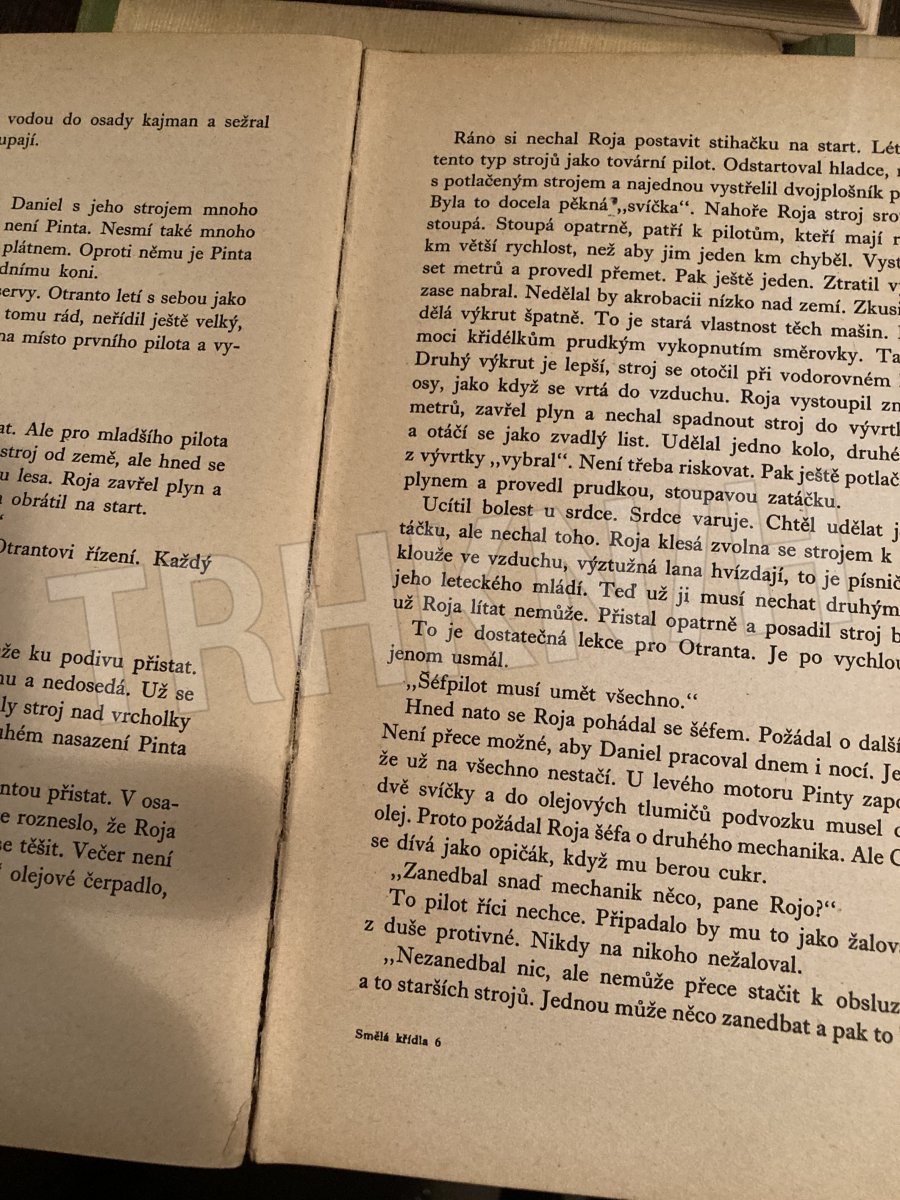 vodou do osady kajman a sežral
upají.
Daniel s jeho strojem mnoho
není Pinta. Nesmí také mnoho
plátnem. Oproti němu je Pinta
dnímu koni.
servy. Otranto letí s sebou jako
tomu rád, neřídil ještě velký,
na místo prvního pilota a vy-
at. Ale pro mladšího pilota
stroj od země, ale hned se
u lesa. Roja zavřel plyn a
obrátil na start.
Otrantovi řízení. Každý
že ku podivu přistat.
mu a nedosedá. Už se
ly stroj nad vrcholky
uhém nasazení Pinta
ntou přistat. V osa-
e rozneslo, že Roja
se těšit. Večer není
olejové čerpadlo,
Ráno si nechal Roja postavit stihačku na start. Lét
tento typ strojů jako tovární pilot. Odstartoval hladce,
s potlačeným strojem a najednou vystřelil dvojplošník p
Byla to docela pěkná „svíčka“. Nahoře Roja stroj sro
stoupá. Stoupá opatrně, patří k pilotům, kteří mají r
km větší rychlost, než aby jim jeden km chyběl. Vyst
set metrů a provedl přemet. Pak ještě jeden. Ztratil v
zase nabral. Nedělal by akrobacii nízko nad zemí. Zkusi
dělá výkrut špatně. To je stará vlastnost těch mašin.
moci křidélkům prudkým vykopnutím směrovky. Ta
Druhý výkrut je lepší, stroj se otočil při vodorovném
osy, jako když se vrtá do vzduchu. Roja vystoupil zn
metrů, zavřel plyn a nechal spadnout stroj do vývrtk
a otáčí se jako zvadlý list. Udělal jedno kolo, druhé
z vývrtky „vybral“. Není třeba riskovat. Pak ještě potlač
plynem a provedl prudkou, stoupavou zatáčku.
Ucítil bolest u srdce. Srdce varuje. Chtěl udělat j
táčku, ale nechal toho. Roja klesá zvolna se strojem k
klouže ve vzduchu, výztužná lana hvízdají, to je písnič
jeho leteckého mládí. Teď už ji musí nechat druhým
už Roja lítat nemůže. Přistal opatrně a posadil stroj b
To je dostatečná lekce pro Otranta. Je po vychlou
jenom usmál.
„Šéfpilot musí umět všechno.“
Hned nato se Roja pohádal se šéfem. Požádal o dalš
Není přece možné, aby Daniel pracoval dnem i nocí. Je
že už na všechno nestačí. U levého motoru Pinty zapo
dvě svíčky a do olejových tlumičů podvozku musel
olej. Proto požádal Roja šéfa o druhého mechanika. Ale
se dívá jako opičák, když mu berou cukr.
„Zanedbal snad mechanik něco, pane Rojo?“
To pilot říci nechce. Připadalo by mu to jako žalov
z duše protivné. Nikdy na nikoho nežaloval.
„Nezanedbal nic, ale nemůže přece stačit k obsluz
a to starších strojů. Jednou může něco zanedbat a pak to
Smělá křídla 6